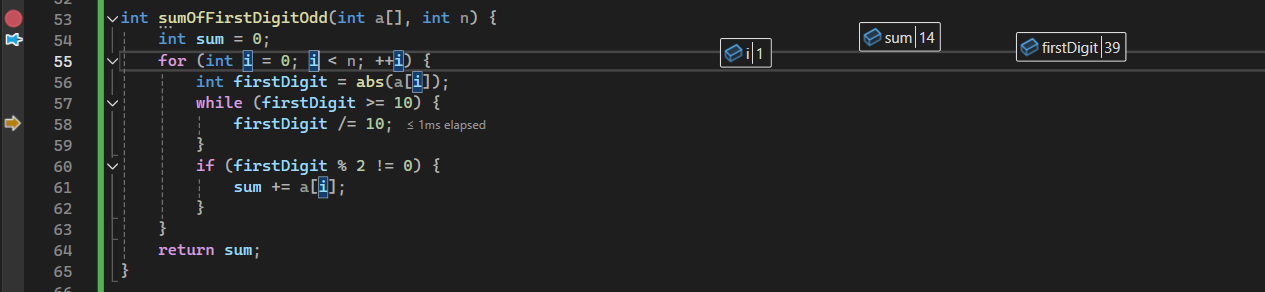 53 int sumOfFirstDigitOdd(int a[], int n) {
54 int sum = 0; sum 14
55 for (int i = 0; i < n; ++i) { i 1 firstDigit 39
56 int firstDigit = abs(a[i]);
57 while (firstDigit >= 10) {
58 firstDigit /= 10; ≤ 1ms elapsed
59 }
60 if (firstDigit % 2 != 0) {
61 sum += a[i];
62 }
63 }
64 return sum;
65 }